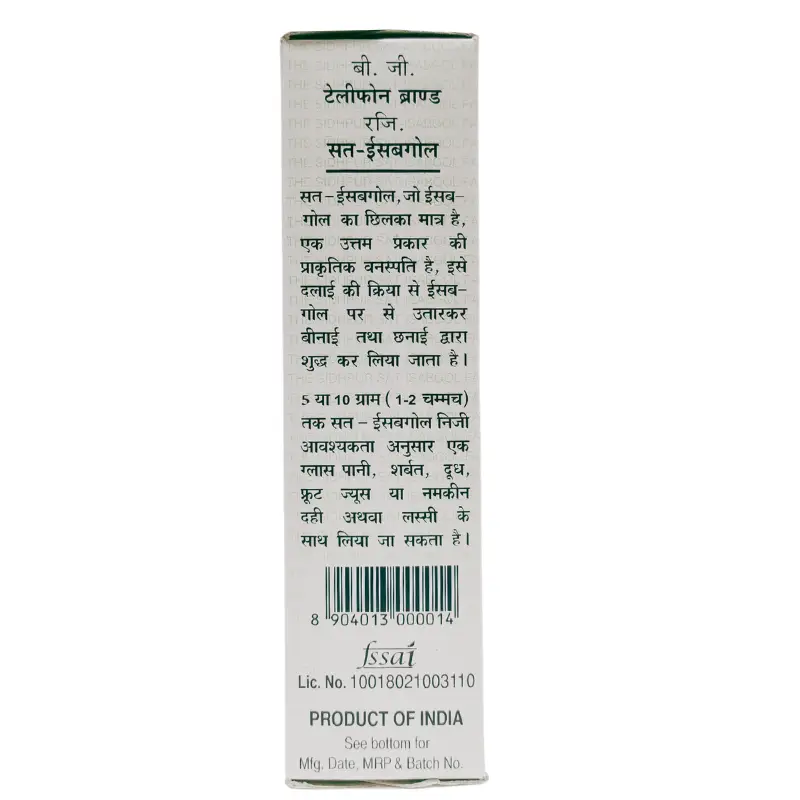 बी. जी.
टेलीफोन ब्राण्ड
रजि.
सत-ईसबगोल
सत–ईसबगोल,जो ईसब–
गोल का छिलका मात्र है,
एक उत्तम प्रकार की
प्राकृतिक वनस्पति है, इसे
दलाई की क्रिया से ईसब–
गोल पर से उतारकर
बीनाई तथा छनाई द्वारा
शुद्ध कर लिया जाता है।
5 या 10 ग्राम ( 1-2 चम्मच)
तक सत – ईसबगोल निजी
आवश्यकता अनुसार एक
ग्लास पानी, शर्बत, दूध,
फ्रूट ज्यूस या नमकीन
दही अथवा लस्सी के
साथ लिया जा सकता है।
8 904013 000014
fssai
Lic. No. 10018021003110
PRODUCT OF INDIA
See bottom for
Mfg. Date, MRP & Batch No.